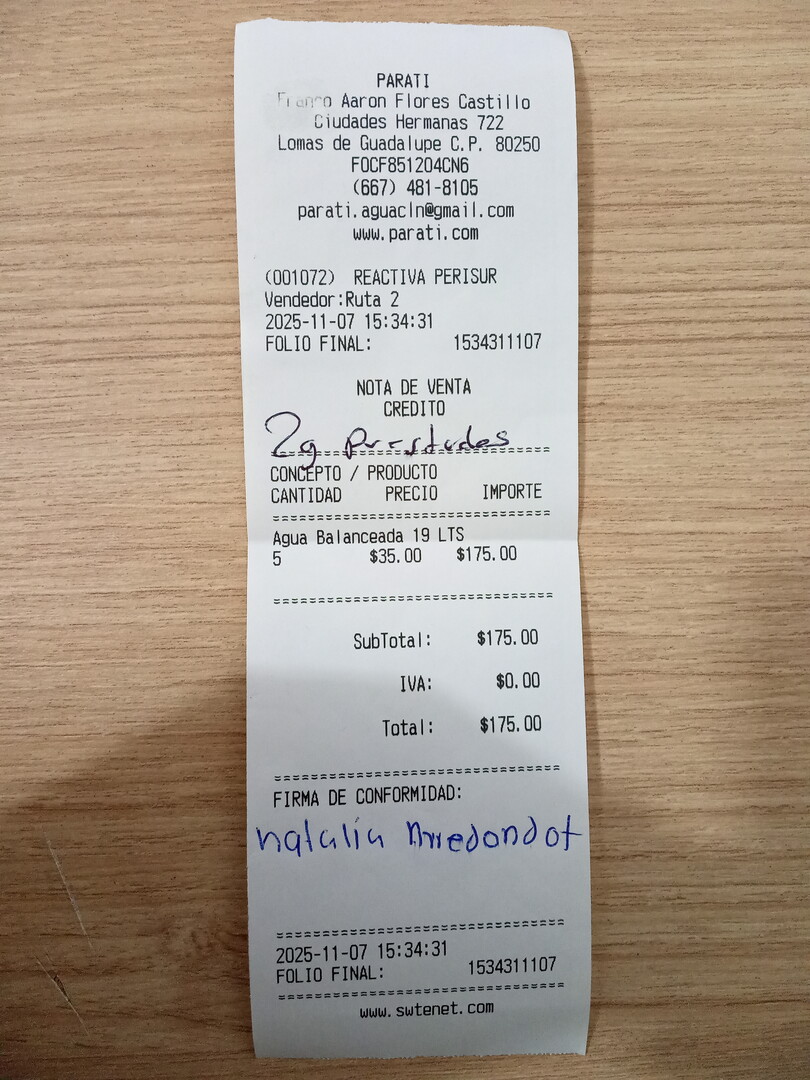 PARATI
Franco Aaron Flores Castillo
Ciudades Hermanas 722
Lomas de Guadalupe C.P. 80250
FOCF851204CN6
(667) 481-8105
parati.aguacln@gmail.com
www.parati.com
(001072) REACTIVA PERISUR
Vendedor:Ruta 2
2025-11-07 15:34:31
FOLIO FINAL: 1534311107
NOTA DE VENTA
CREDITO
2g Prestados
CONCEPTO / PRODUCTO
CANTIDAD PRECIO IMPORTE
Agua Balanceada 19 LTS
5 $35.00 $175.00
SubTotal: $175.00
IVA: $0.00
Total: $175.00
FIRMA DE CONFORMIDAD:
natalia Arredondo f
2025-11-07 15:34:31
FOLIO FINAL: 1534311107
www.swtenet.com